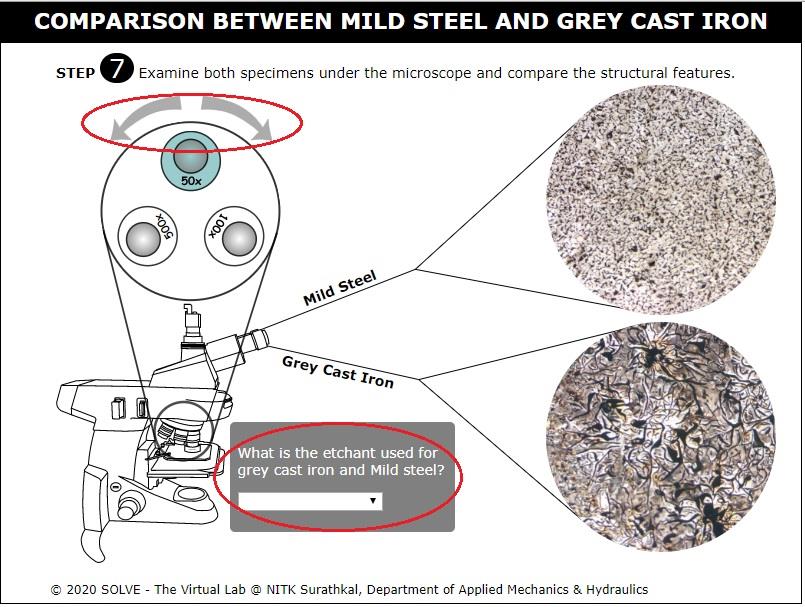 COMPARISON BETWEEN MILD STEEL AND GREY CAST IRON
STEP 7 Examine both specimens under the microscope and compare the structural features.
50x
500x
100x
Mild Steel
Grey Cast Iron
What is the etchant used for
grey cast iron and Mild steel?
© 2020 SOLVE - The Virtual Lab @ NITK Surathkal, Department of Applied Mechanics & Hydraulics